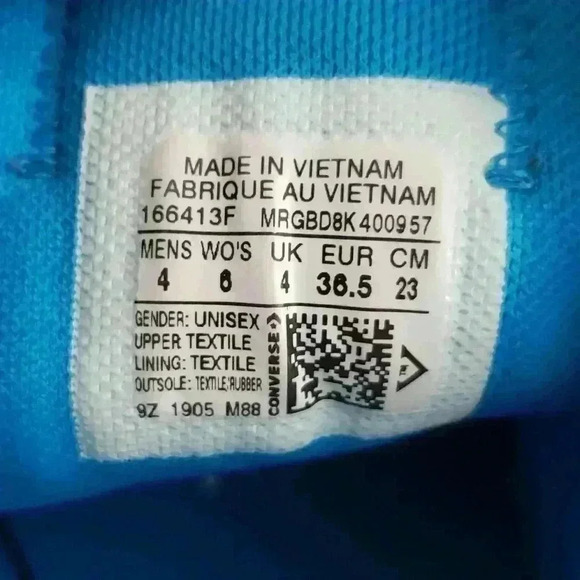 MADE IN VIETNAM
FABRIQUE AU VIETNAM
166413F MRGBD8K400957
MENS WO'S UK EUR CM
4 6 4 36.5 23
GENDER: UNISEX
UPPER TEXTILE
LINING: TEXTILE
OUTSOLE: TEXTILE/RUBBER
9Z 1905 M88
CONVERSE